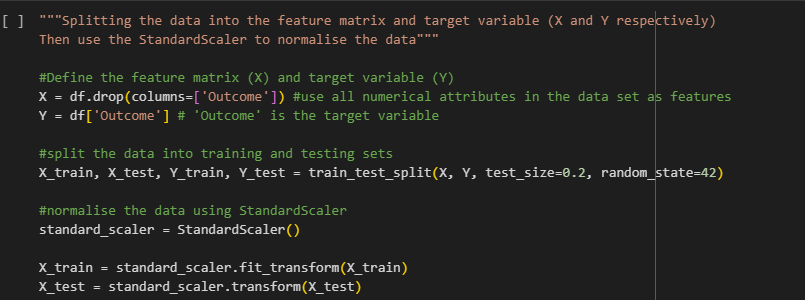 [ ] """Splitting the data into the feature matrix and target variable (X and Y respectively)
Then use the StandardScaler to normalise the data"""
#Define the feature matrix (X) and target variable (Y)
X = df.drop(columns=['Outcome']) #use all numerical attributes in the data set as features
Y = df['Outcome'] # 'Outcome' is the target variable
#split the data into training and testing sets
X_train, X_test, Y_train, Y_test = train_test_split(X, Y, test_size=0.2, random_state=42)
#normalise the data using StandardScaler
standard_scaler = StandardScaler()
X_train = standard_scaler.fit_transform(X_train)
X_test = standard_scaler.transform(X_test)